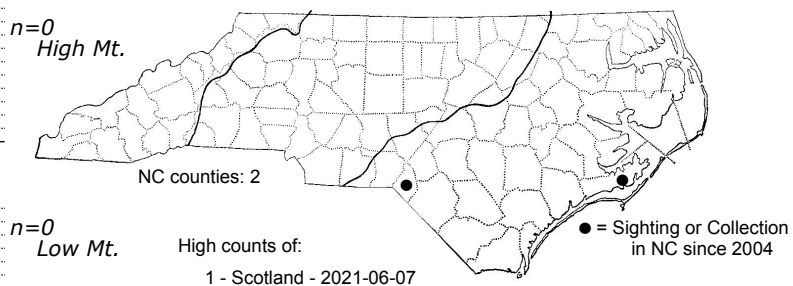 n=0
High Mt.
NC counties: 2
n=0
Low Mt.
High counts of:
1 - Scotland - 2021-06-07
● = Sighting or Collection
in NC since 2004